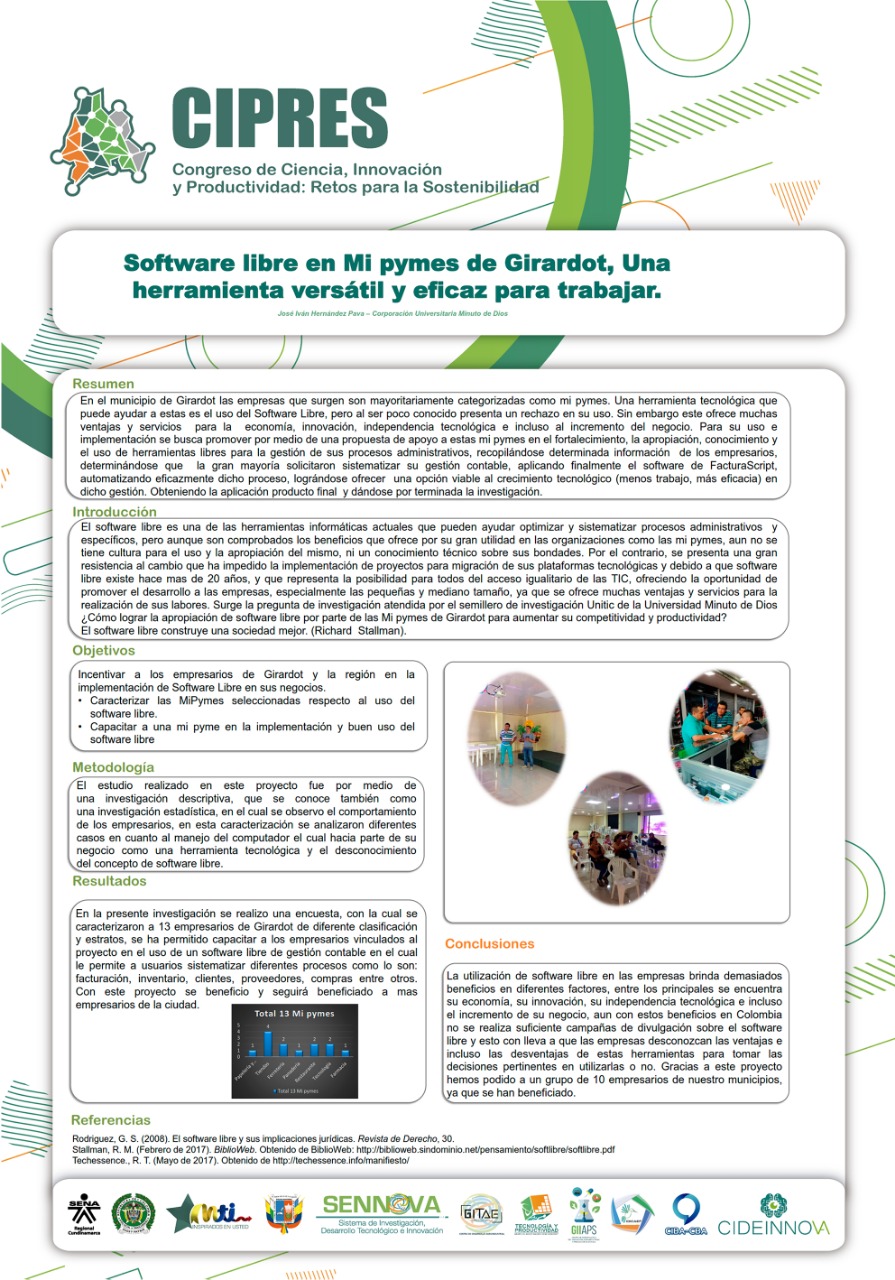 CIPRES
Congreso de Ciencia, Innovación
y Productividad: Retos para la Sostenibilidad
Software libre en Mi pymes de Girardot, Una
herramienta versátil y eficaz para trabajar.
José Iván Hernández Pava – Corporación Universitaria Minuto de Dios
Resumen
En el municipio de Girardot las empresas que surgen son mayoritariamente categorizadas como mi pymes. Una herramienta tecnológica que
puede ayudar a estas es el uso del Software Libre, pero al ser poco conocido presenta un rechazo en su uso. Sin embargo este ofrece muchas
ventajas y servicios para la economía, innovación, independencia tecnológica e incluso al incremento del negocio. Para su uso e
implementación se busca promover por medio de una propuesta de apoyo a estas mi pymes en el fortalecimiento, la apropiación, conocimiento y
el uso de herramientas libres para la gestión de sus procesos administrativos, recopilándose determinada información de los empresarios,
determinándose que la gran mayoría solicitaron sistematizar su gestión contable, aplicando finalmente el software de FacturaScript,
automatizando eficazmente dicho proceso, lográndose ofrecer una opción viable al crecimiento tecnológico (menos trabajo, más eficacia) en
dicho gestión. Obteniendo la aplicación producto final y dándose por terminada la investigación.
Introducción
El software libre es una de las herramientas informáticas actuales que pueden ayudar optimizar y sistematizar procesos administrativos y
específicos, pero aunque son comprobados los beneficios que ofrece por su gran utilidad en las organizaciones como las mi pymes, aun no se
tiene cultura para el uso y la apropiación del mismo, ni un conocimiento técnico sobre sus bondades. Por el contrario, se presenta una gran
resistencia al cambio que ha impedido la implementación de proyectos para migración de sus plataformas tecnológicas y debido a que software
libre existe hace mas de 20 años, y que representa la posibilidad para todos del acceso igualitario de las TIC, ofreciendo la oportunidad de
promover el desarrollo a las empresas, especialmente las pequeñas y mediano tamaño, ya que se ofrece muchas ventajas y servicios para la
realización de sus labores. Surge la pregunta de investigación atendida por el semillero de investigación Unitic de la Universidad Minuto de Dios
¿Cómo lograr la apropiación de software libre por parte de las Mi pymes de Girardot para aumentar su competitividad y productividad?
El software libre construye una sociedad mejor. (Richard Stallman).
Objetivos
Incentivar a los empresarios de Girardot y la región en la
implementación de Software Libre en sus negocios.
• Caracterizar las MiPymes seleccionadas respecto al uso del
software libre.
• Capacitar a una mi pyme en la implementación y buen uso del
software libre
Metodología
El estudio realizado en este proyecto fue por medio de
una investigación descriptiva, que se conoce también como
una investigación estadística, en el cual se observo el comportamiento
de los empresarios, en esta caracterización se analizaron diferentes
casos en cuanto al manejo del computador el cual hacia parte de su
negocio como una herramienta tecnológica y el desconocimiento
del concepto de software libre.
Resultados
En la presente investigación se realizo una encuesta, con la cual se
caracterizaron a 13 empresarios de Girardot de diferente clasificación
y estratos, se ha permitido capacitar a los empresarios vinculados al
proyecto en el uso de un software libre de gestión contable en el cual
le permite a usuarios sistematizar diferentes procesos como lo son:
facturación, inventario, clientes, proveedores, compras entre otros.
Con este proyecto se beneficio y seguirá beneficiado a mas
empresarios de la ciudad.
Total 13 Mi pymes
5
4
3
2
1
0
1 4 2 1 2 2 1
Tiendas Ferretería Panadería Restaurante Tecnología Farmacia
Total 13 Mi pymes
Conclusiones
La utilización de software libre en las empresas brinda demasiados
beneficios en diferentes factores, entre los principales se encuentra
su economía, su innovación, su independencia tecnológica e incluso
el incremento de su negocio, aun con estos beneficios en Colombia
no se realiza suficiente campañas de divulgación sobre el software
libre y esto con lleva a que las empresas desconozcan las ventajas e
incluso las desventajas de estas herramientas para tomar las
decisiones pertinentes en utilizarlas o no. Gracias a este proyecto
hemos podido a un grupo de 10 empresarios de nuestro municipios,
ya que se han beneficiado.
Referencias
Rodriguez, G. S. (2008). El software libre y sus implicaciones jurídicas. Revista de Derecho, 30.
Stallman, R. M. (Febrero de 2017). BiblioWeb. Obtenido de BiblioWeb: http://biblioweb.sindominio.net/pensamiento/softlibre/softlibre.pdf
Techessence., R. T. (Mayo de 2017). Obtenido de http://techessence.info/manifiesto/
SENA
Regional
Cundinamarca
INSPIRADOS EN USTED
SENNOVA
Sistema de Investigación,
Desarrollo Tecnológico e Innovación
GITAE
TECNOLOGÍA Y
PRODUCTIVIDAD
GIIAPS
CIBA-CBA
CIDEINNOVA